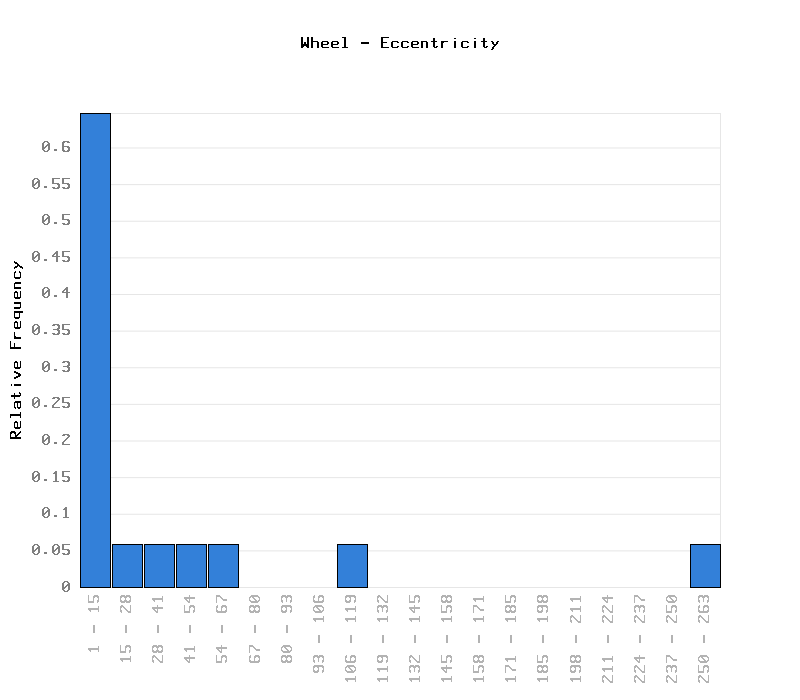 Wheel - Eccentricity
Relative Frequency
0.6
0.55
0.5
0.45
0.4
0.35
0.3
0.25
0.2
0.15
0.1
0.05
0
1 - 15
15 - 28
28 - 41
41 - 54
54 - 67
67 - 80
80 - 93
93 - 106
106 - 119
119 - 132
132 - 145
145 - 158
158 - 171
171 - 185
185 - 198
198 - 211
211 - 224
224 - 237
237 - 250
250 - 263